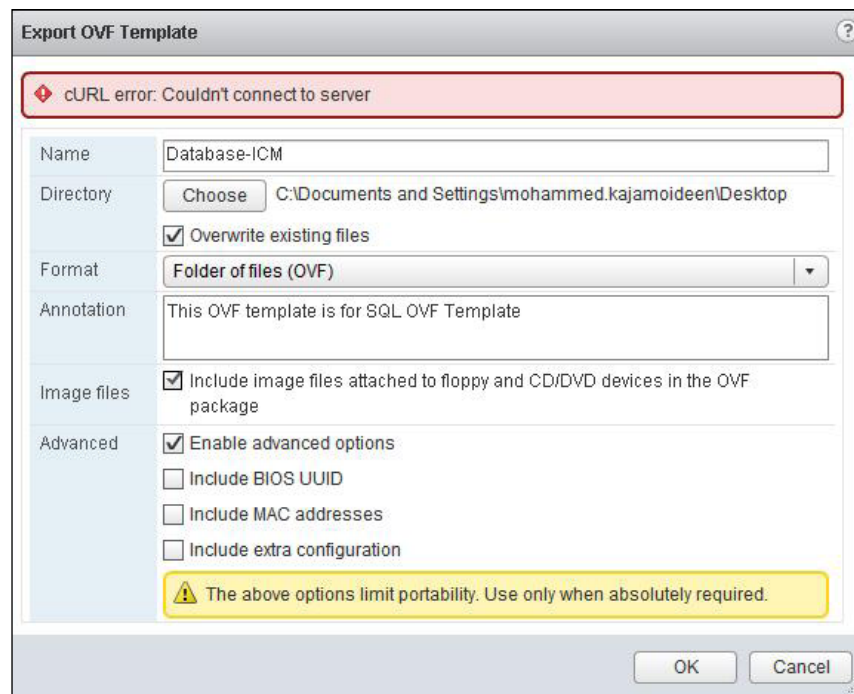 Export OVF Template
?
cURL error: Couldn't connect to server
Name
Database-ICM
Directory
Choose
C:\Documents and Settings\mohammed.kajamoideen\Desktop
Overwrite existing files
Format
Folder of files (OVF)
Annotation
This OVF template is for SQL OVF Template
Image files
Include image files attached to floppy and CD/DVD devices in the OVF
package
Advanced
Enable advanced options
Include BIOS UUID
Include MAC addresses
Include extra configuration
The above options limit portability. Use only when absolutely required.
OK
Cancel